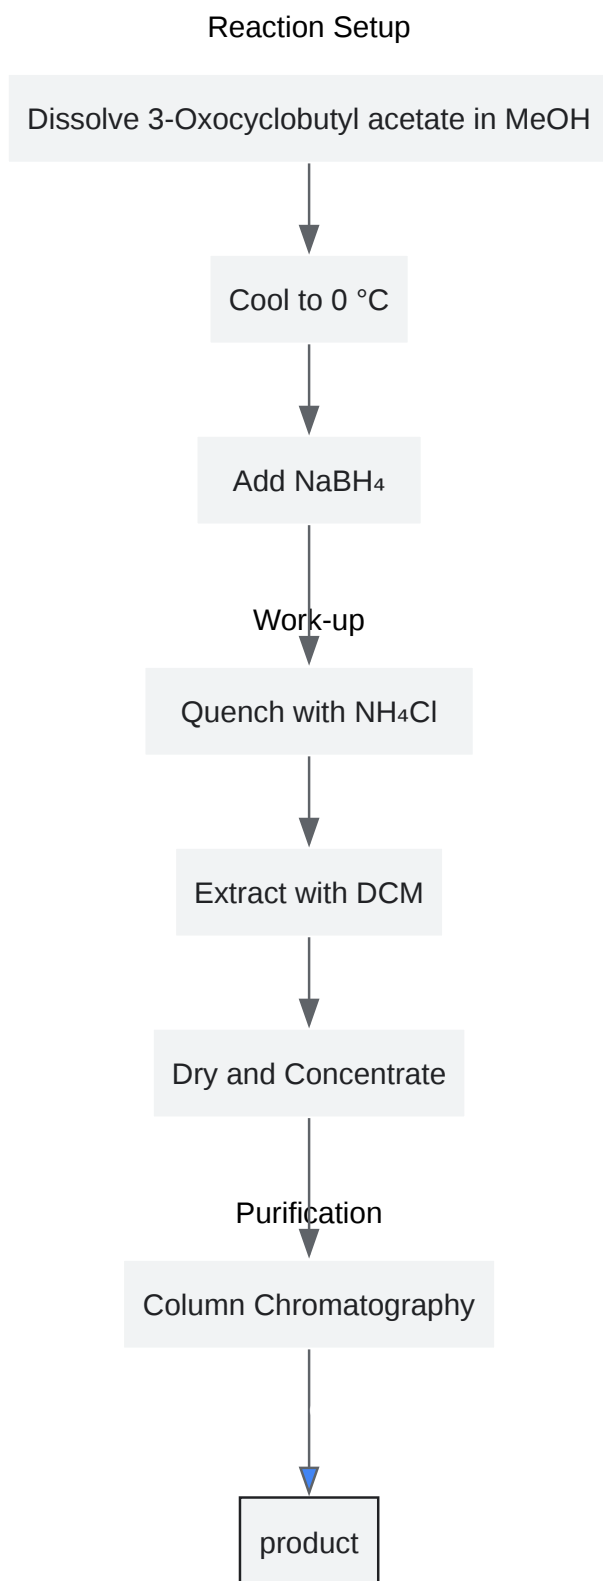 Reaction Setup
Dissolve 3-Oxocyclobutyl acetate in MeOH
Cool to 0 °C
Add NaBH₄
Work-up
Quench with NH₄Cl
Extract with DCM
Dry and Concentrate
Purification
Column Chromatography
product